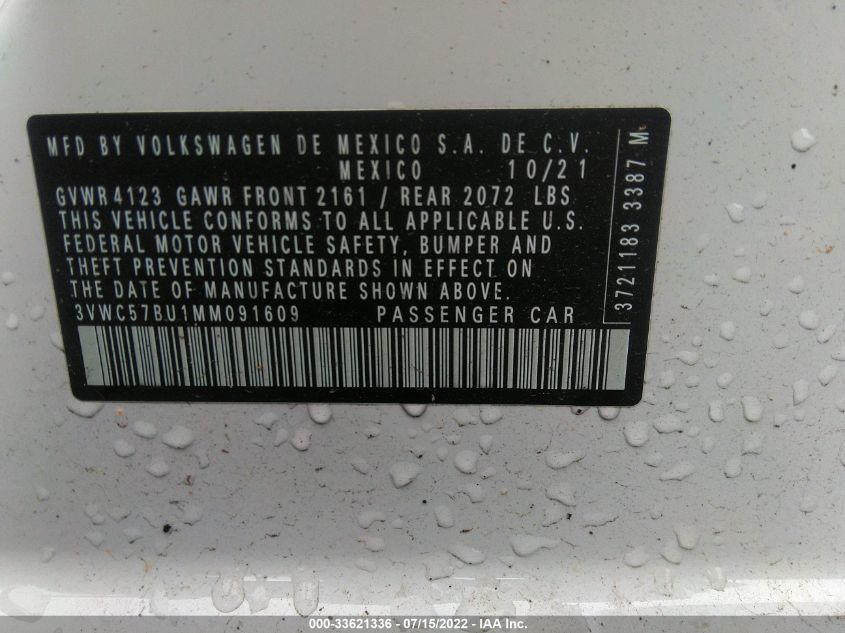 MFD BY VOLKSWAGEN DE MEXICO S.A. DE C.V.
MEXICO 10/21
GVWR 4123 GAWR FRONT 2161 / REAR 2072 LBS
THIS VEHICLE CONFORMS TO ALL APPLICABLE U.S.
FEDERAL MOTOR VEHICLE SAFETY, BUMPER AND
THEFT PREVENTION STANDARDS IN EFFECT ON
THE DATE OF MANUFACTURE SHOWN ABOVE.
3VWC57BU1MM091609 PASSENGER CAR
3721183 3387 M
000-33621336 - 07/15/2022 - IAA Inc.